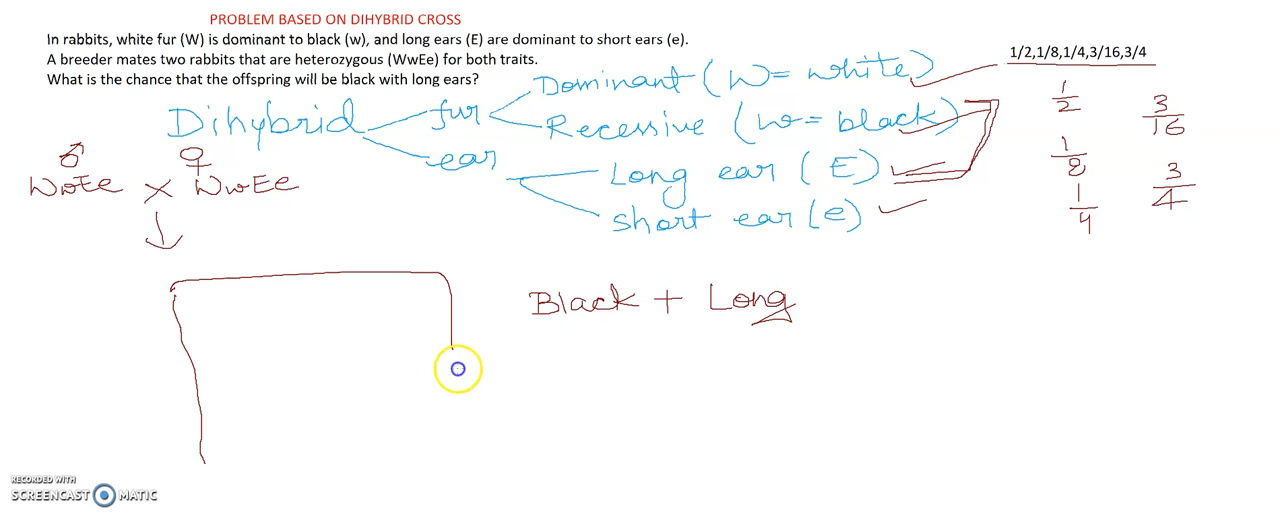 PROBLEM BASED ON DIHYBRID CROSS
In rabbits, white fur (W) is dominant to black (w), and long ears (E) are dominant to short ears (e).
A breeder mates two rabbits that are heterozygous (WwEe) for both traits.
What is the chance that the offspring will be black with long ears?
1/2,1/8,1/4,3/16,3/4
Dominant (W = white)
Dihybrid fur
Recessive (w = black)
ear
Long ear (E)
Short ear (e)
1/2 3/16
1/8 3/4
1/4
♂ ♀
WwEe × WwEe
Black + Long
RECORDED WITH
SCREENCAST MATIC